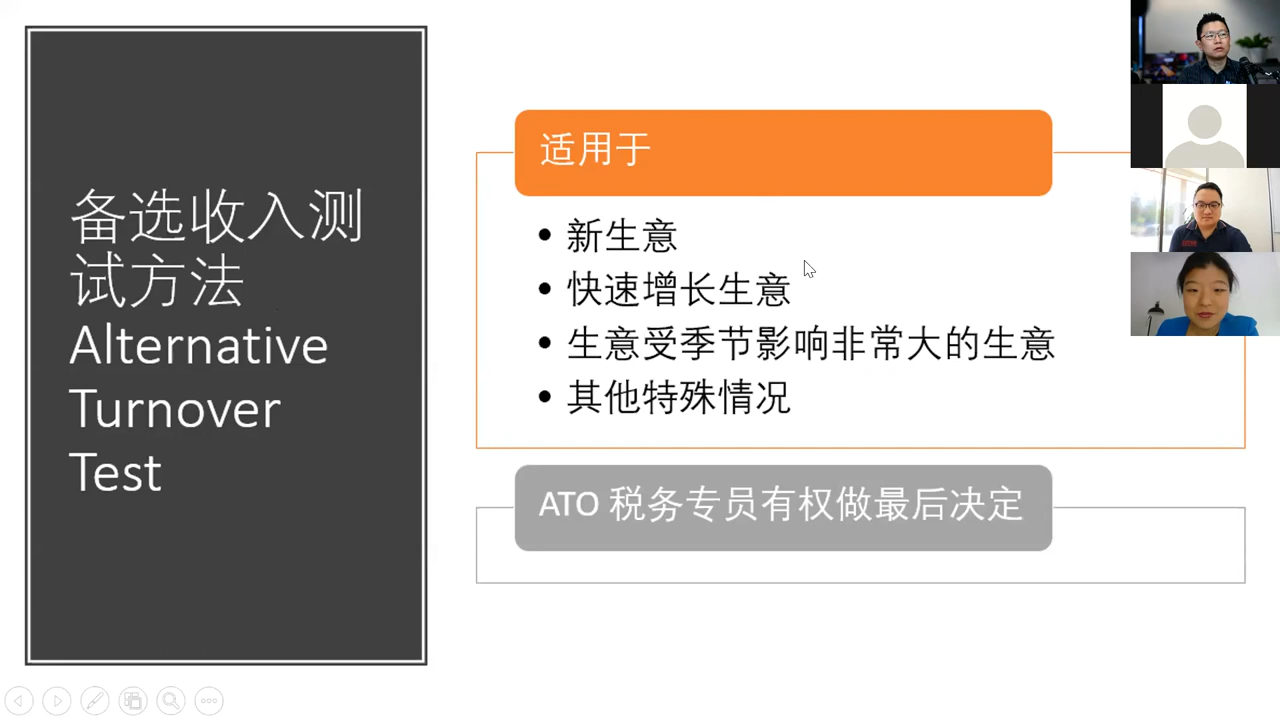 备选收入测
试方法
Alternative
Turnover
Test
适用于
• 新生意
• 快速增长生意
• 生意受季节影响非常大的生意
• 其他特殊情况
ATO 税务专员有权做最后决定